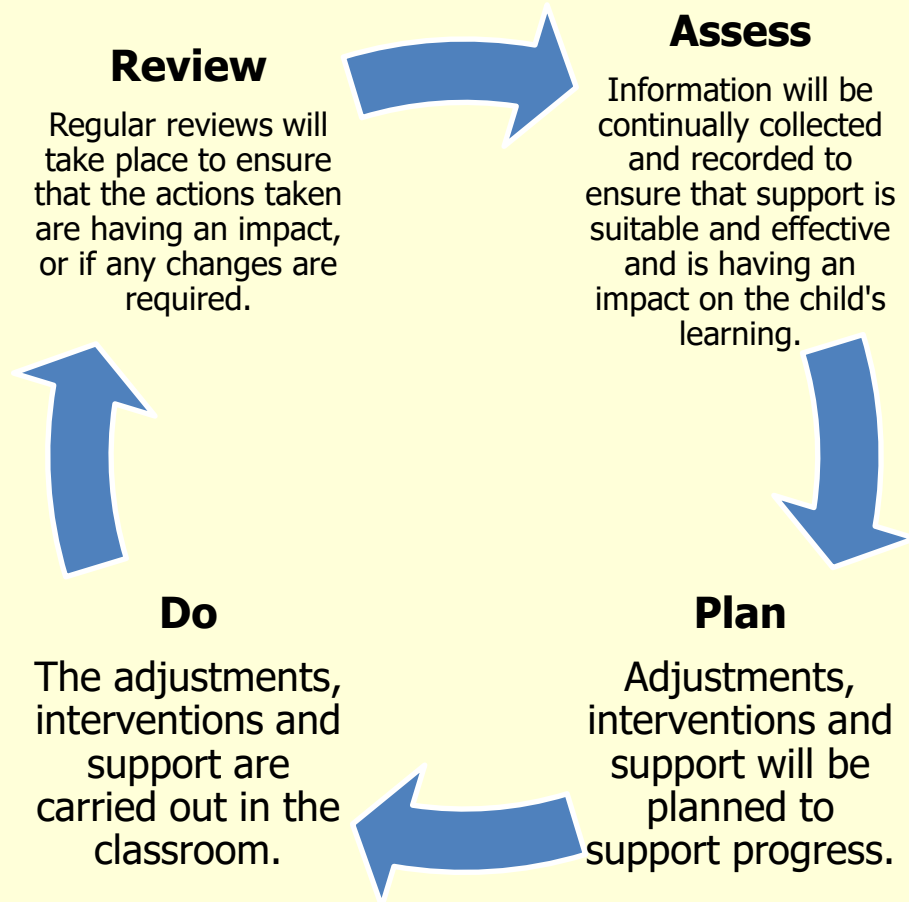 Review
Regular reviews will
take place to ensure
that the actions taken
are having an impact,
or if any changes are
required.
Assess
Information will be
continually collected
and recorded to
ensure that support is
suitable and effective
and is having an
impact on the child's
learning.
Do
The adjustments,
interventions and
support are
carried out in the
classroom.
Plan
Adjustments,
interventions and
support will be
planned to
support progress.